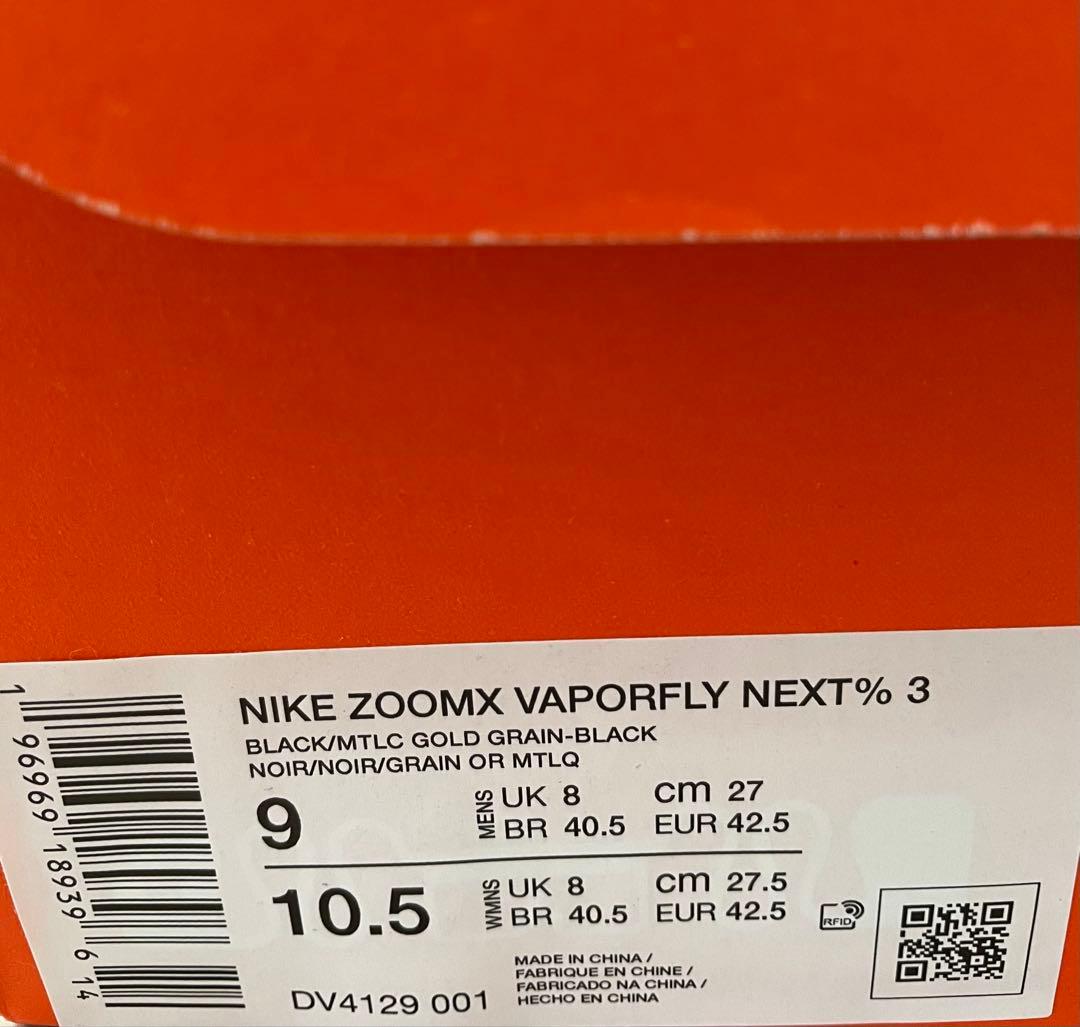 NIKE ZOOMX VAPORFLY NEXT% 3
BLACK/MTLC GOLD GRAIN-BLACK
NOIR/NOIR/GRAIN OR MTLQ
9 MENS UK 8 cm 27
BR 40.5 EUR 42.5
10.5 WMNS UK 8 cm 27.5
BR 40.5 EUR 42.5
RFID
MADE IN CHINA /
FABRIQUE EN CHINE /
FABRICADO NA CHINA /
HECHO EN CHINA
DV4129 001
1 96969 18939 6 14